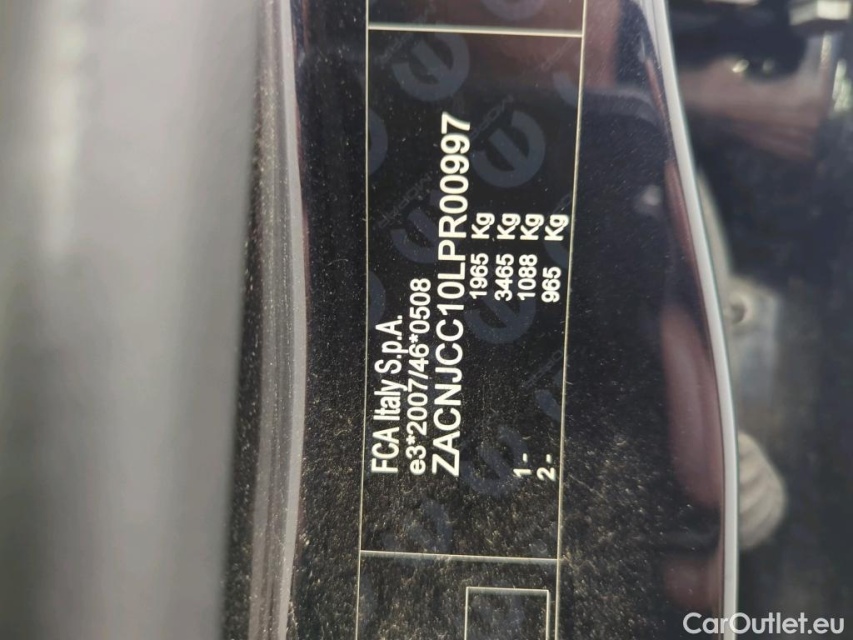 FCA Italy S.p.A.
e3*2007/46*0508
ZACNJCC10LPR00997
1965 Kg
3465 Kg
1- 1088 Kg
2- 965 Kg
CarOutlet.eu